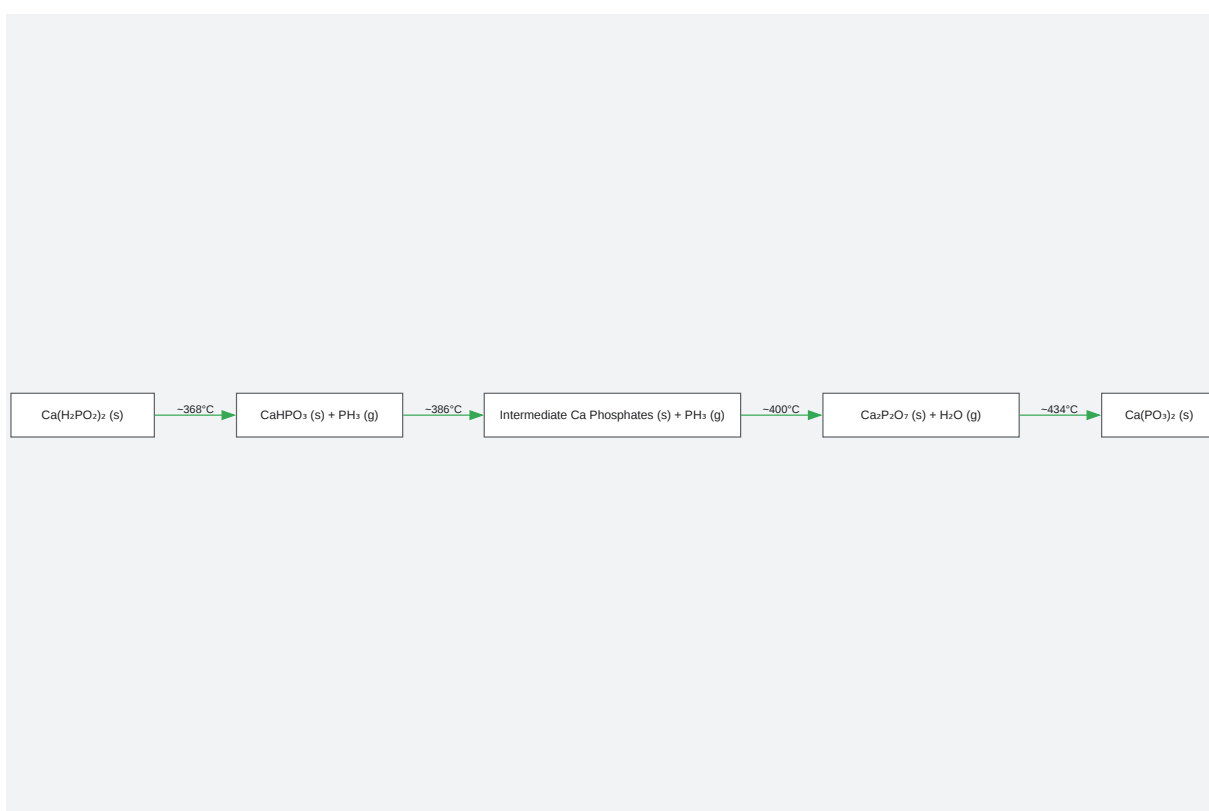 Ca(H₂PO₂)₂ (s)
~368°C
CaHPO₃ (s) + PH₃ (g)
~386°C
Intermediate Ca Phosphates (s) + PH₃ (g)
~400°C
Ca₂P₂O₇ (s) + H₂O (g)
~434°C
Ca(PO₃)₂ (s)